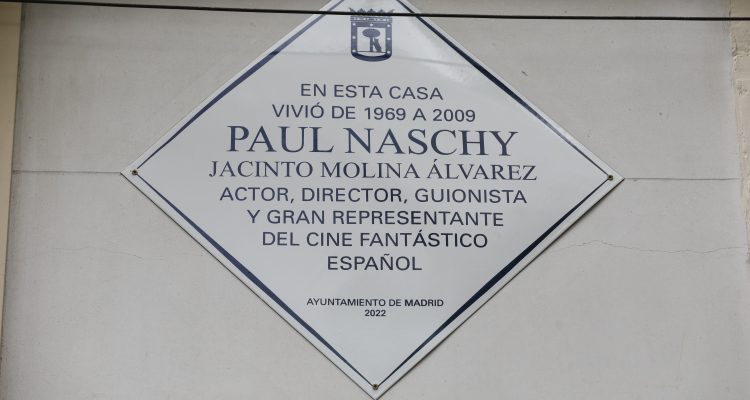 EN ESTA CASA
VIVIÓ DE 1969 A 2009
PAUL NASCHY
JACINTO MOLINA ÁLVAREZ
ACTOR, DIRECTOR, GUIONISTA
Y GRAN REPRESENTANTE
DEL CINE FANTÁSTICO
ESPAÑOL
AYUNTAMIENTO DE MADRID
2022